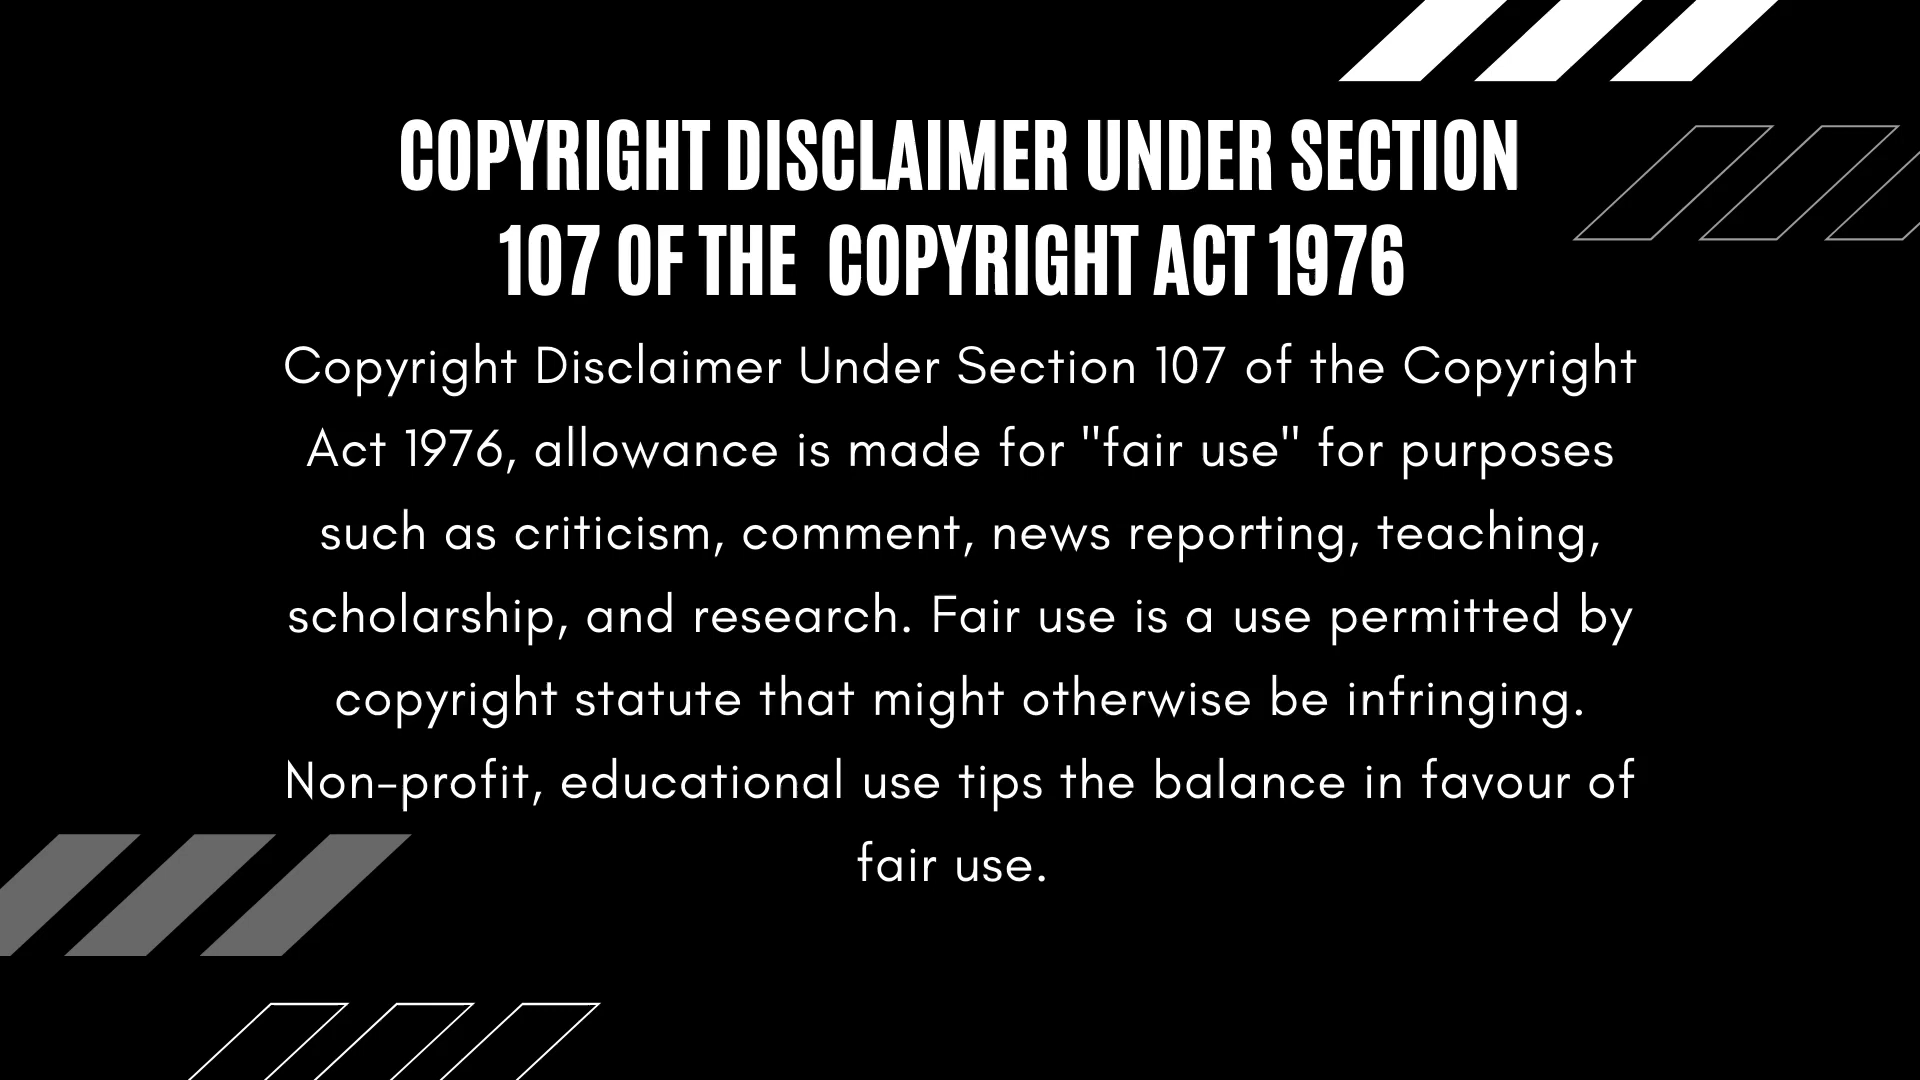 COPYRIGHT DISCLAIMER UNDER SECTION
107 OF THE COPYRIGHT ACT 1976
Copyright Disclaimer Under Section 107 of the Copyright
Act 1976, allowance is made for "fair use" for purposes
such as criticism, comment, news reporting, teaching,
scholarship, and research. Fair use is a use permitted by
copyright statute that might otherwise be infringing.
Non-profit, educational use tips the balance in favour of
fair use.